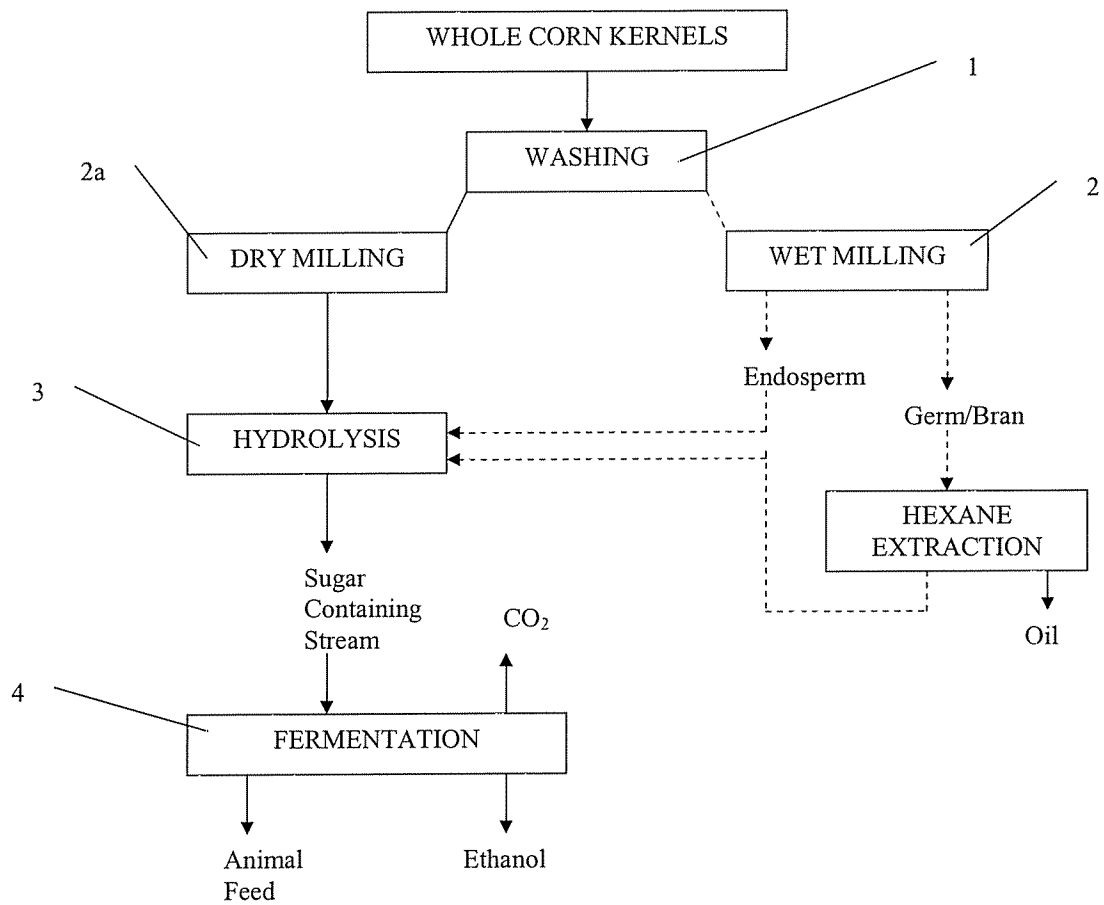 WHOLE CORN KERNELS
1
WASHING
2a
2
DRY MILLING
WET MILLING
Endosperm
3
Germ/Bran
HYDROLYSIS
HEXANE
EXTRACTION
Sugar
Containing
Stream
CO₂
Oil
4
FERMENTATION
Animal
Feed
Ethanol